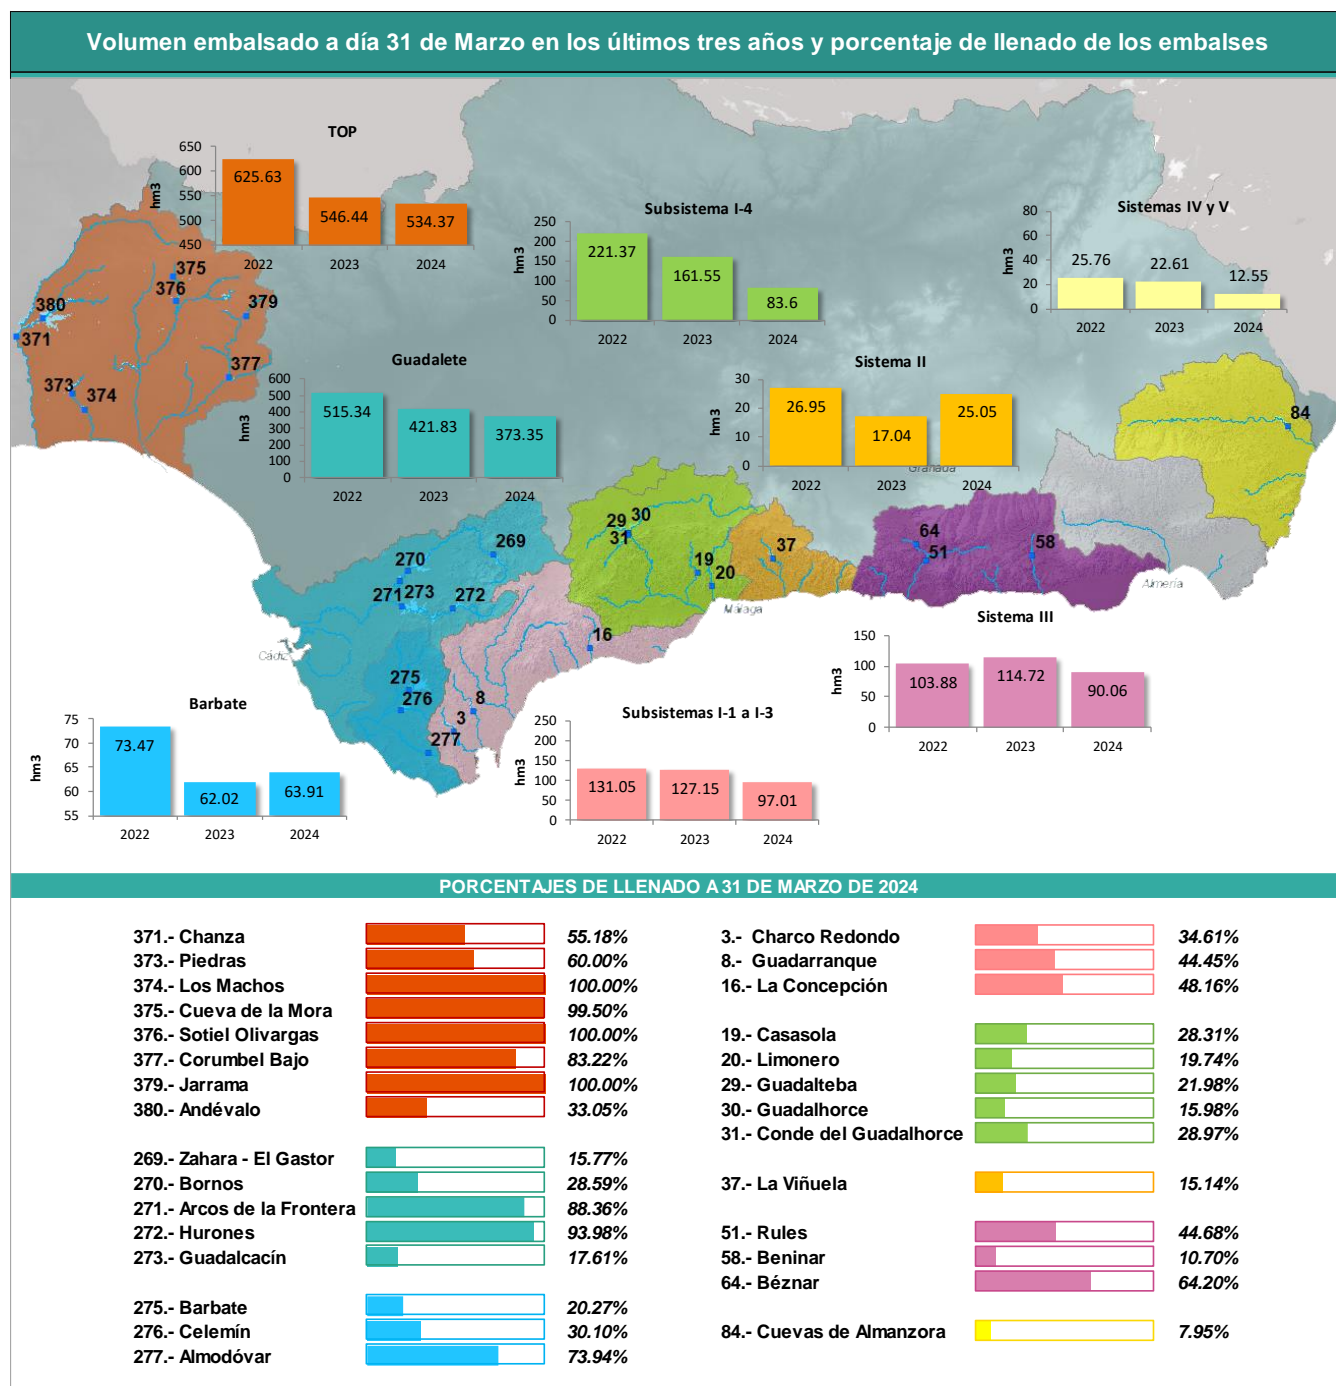 Volumen embalsado a día 31 de Marzo en los últimos tres años y porcentaje de llenado de los embalses
TOP
hm3
650
600
550
500
450
625.63
546.44
534.37
2022
2023
2024
Subsistema I-4
hm3
250
200
150
100
50
0
221.37
161.55
83.6
2022
2023
2024
Sistemas IV y V
hm3
80
60
40
20
0
25.76
22.61
12.55
2022
2023
2024
Guadalete
hm3
600
500
400
300
200
100
0
515.34
421.83
373.35
2022
2023
2024
Sistema II
hm3
30
20
10
0
26.95
17.04
25.05
2022
2023
2024
375
376
380
379
371
377
373
374
84
Granada
29
30
31
64
51
58
269
270
271
273
272
19
20
37
Málaga
Almería
16
Cádiz
275
276
8
3
277
Sistema III
hm3
150
100
50
0
103.88
114.72
90.06
2022
2023
2024
Barbate
hm3
75
70
65
60
55
73.47
62.02
63.91
2022
2023
2024
Subsistemas I-1 a I-3
hm3
250
200
150
100
50
0
131.05
127.15
97.01
2022
2023
2024
PORCENTAJES DE LLENADO A 31 DE MARZO DE 2024
371.- Chanza 55.18%
373.- Piedras 60.00%
374.- Los Machos 100.00%
375.- Cueva de la Mora 99.50%
376.- Sotiel Olivargas 100.00%
377.- Corumbel Bajo 83.22%
379.- Jarrama 100.00%
380.- Andévalo 33.05%
269.- Zahara - El Gastor 15.77%
270.- Bornos 28.59%
271.- Arcos de la Frontera 88.36%
272.- Hurones 93.98%
273.- Guadalcacín 17.61%
275.- Barbate 20.27%
276.- Celemín 30.10%
277.- Almodóvar 73.94%
3.- Charco Redondo 34.61%
8.- Guadarranque 44.45%
16.- La Concepción 48.16%
19.- Casasola 28.31%
20.- Limonero 19.74%
29.- Guadalteba 21.98%
30.- Guadalhorce 15.98%
31.- Conde del Guadalhorce 28.97%
37.- La Viñuela 15.14%
51.- Rules 44.68%
58.- Beninar 10.70%
64.- Béznar 64.20%
84.- Cuevas de Almanzora 7.95%